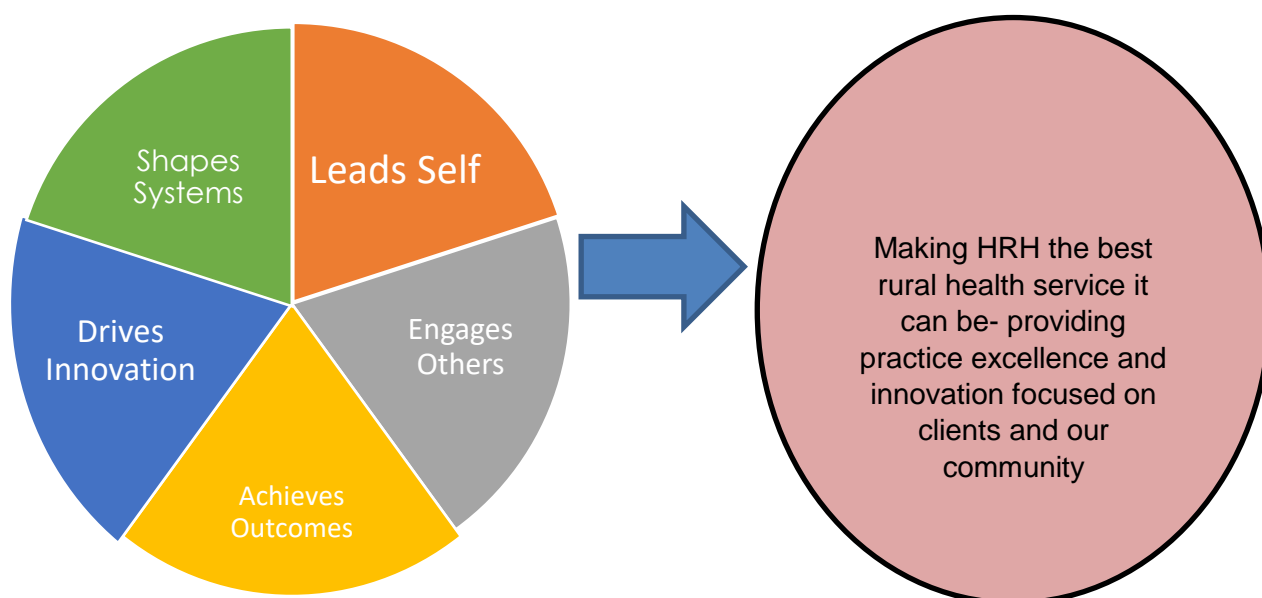 Shapes
Systems
Leads Self
Drives
Innovation
Engages
Others
Achieves
Outcomes
Making HRH the best
rural health service it
can be- providing
practice excellence and
innovation focused on
clients and our
community